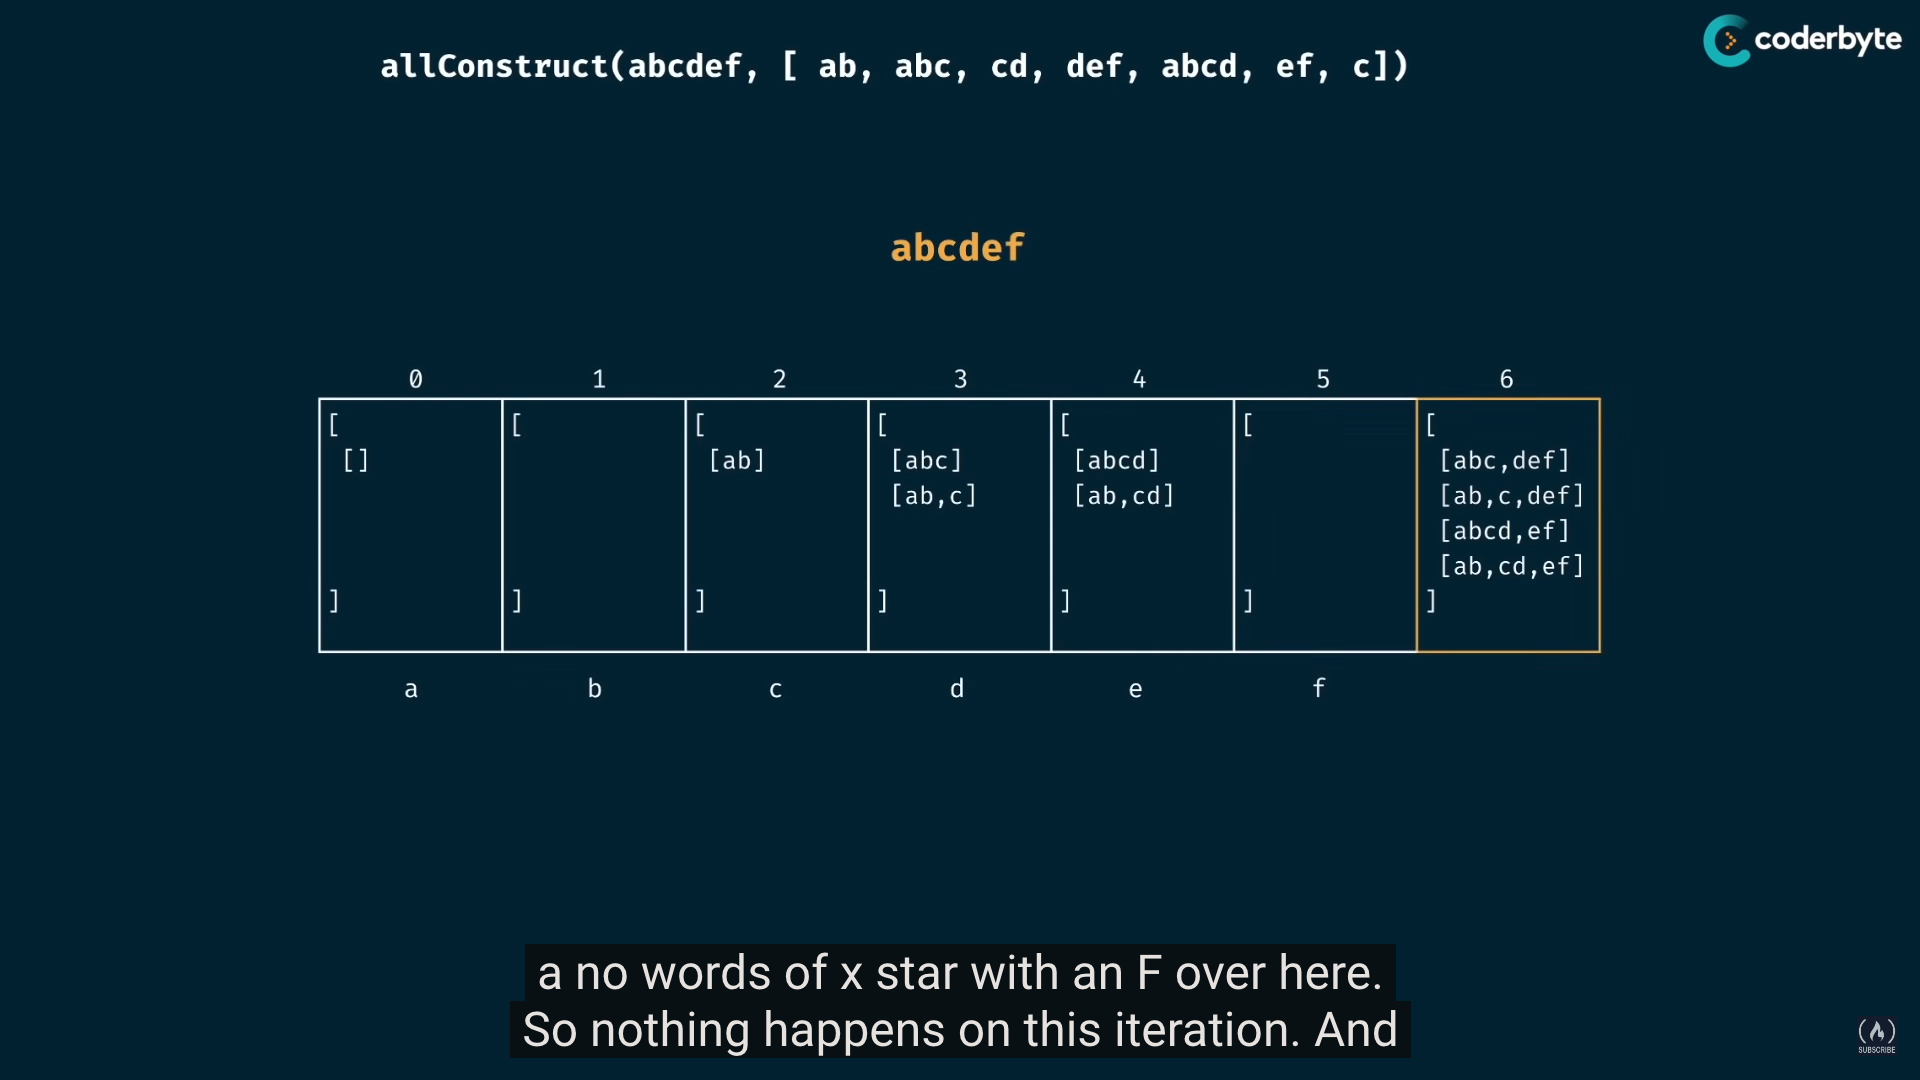 coderbyte
allConstruct(abcdef, [ ab, abc, cd, def, abcd, ef, c])
abcdef
0 1 2 3 4 5 6
[ [ [ [ [ [ [
[] [ab] [abc] [abcd] [abc,def]
[ab,c] [ab,cd] [ab,c,def]
[abcd,ef]
[ab,cd,ef]
] ] ] ] ] ] ]
a b c d e f
a no words of x star with an F over here.
So nothing happens on this iteration. And
SUBSCRIBE